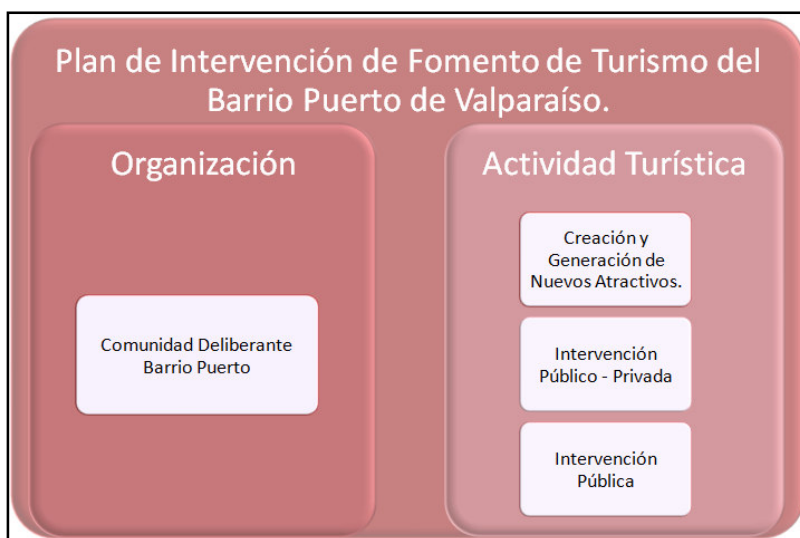 Plan de Intervención de Fomento de Turismo del
Barrio Puerto de Valparaíso.
Organización
Comunidad Deliberante
Barrio Puerto
Actividad Turística
Creación y
Generación de
Nuevos Atractivos.
Intervención
Público - Privada
Intervención
Pública